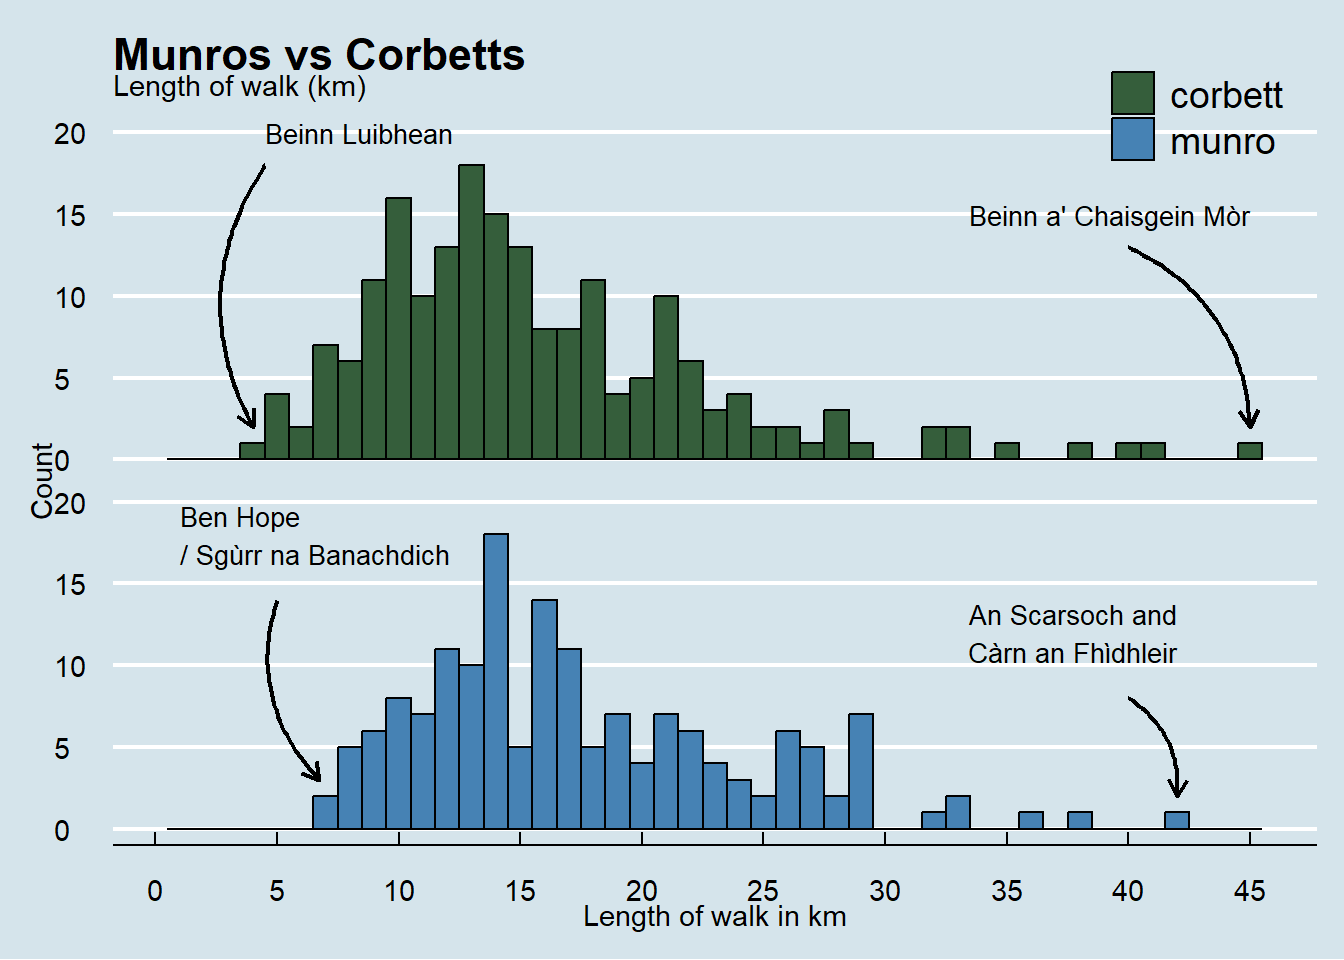 Munros vs Corbetts
Length of walk (km)
corbett
munro
20
15
10
5
0
Beinn Luibhean
Beinn a' Chaisgein Mòr
Count
20
15
10
5
0
Ben Hope
/ Sgùrr na Banachdich
An Scarsoch and
Càrn an Fhìdhleir
0 5 10 15 20 25 30 35 40 45
Length of walk in km